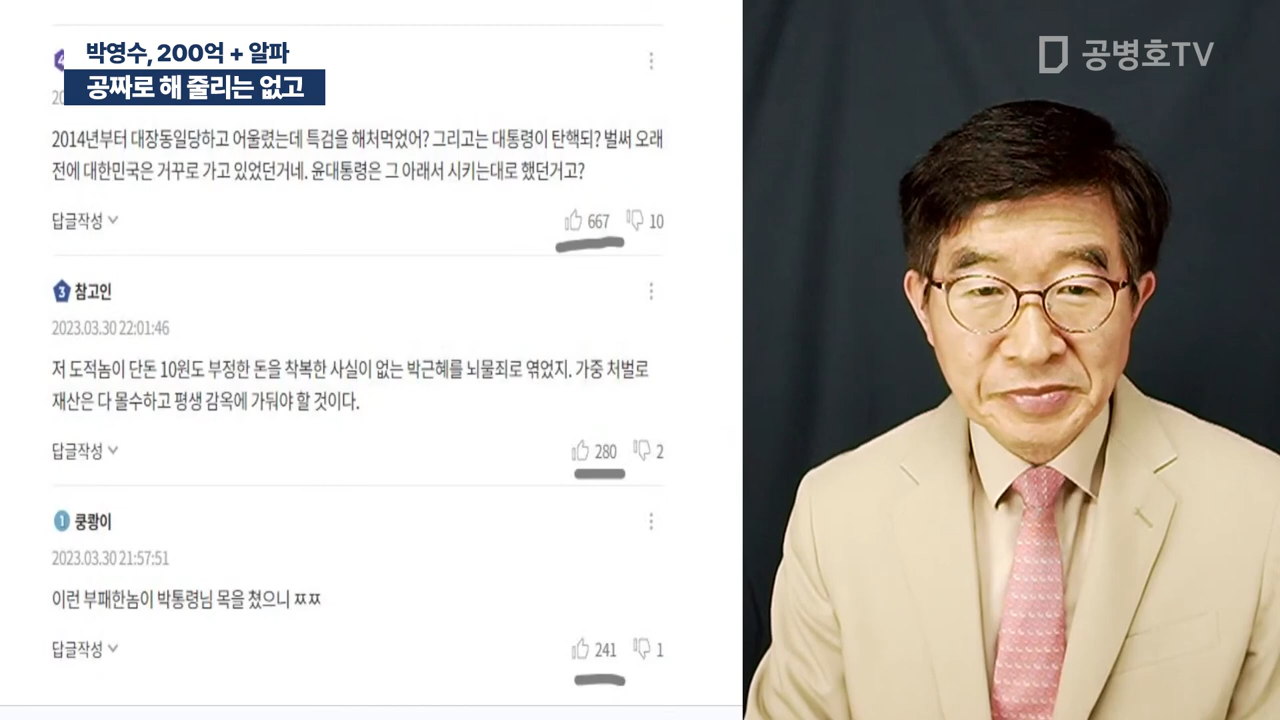 박영수, 200억 + 알파
공짜로 해 줄리는 없고
공병호TV
2014년부터 대장동일당하고 어울렸는데 특검을 해처먹었어? 그리고는 대통령이 탄핵되? 벌써 오래
전에 대한민국은 거꾸로 가고 있었던거네. 윤대통령은 그 아래서 시키는대로 했던거고?
답글작성
667 10
3 참고인
2023.03.30 22:01:46
저 도적놈이 단돈 10원도 부정한 돈을 착복한 사실이 없는 박근혜를 뇌물죄로 엮었지. 가중 처벌로
재산은 다 몰수하고 평생 감옥에 가둬야 할 것이다.
답글작성
280 2
1 쿵쾅이
2023.03.30 21:57:51
이런 부패한놈이 박통령님 목을 쳤으니 ㅉㅉ
답글작성
241 1